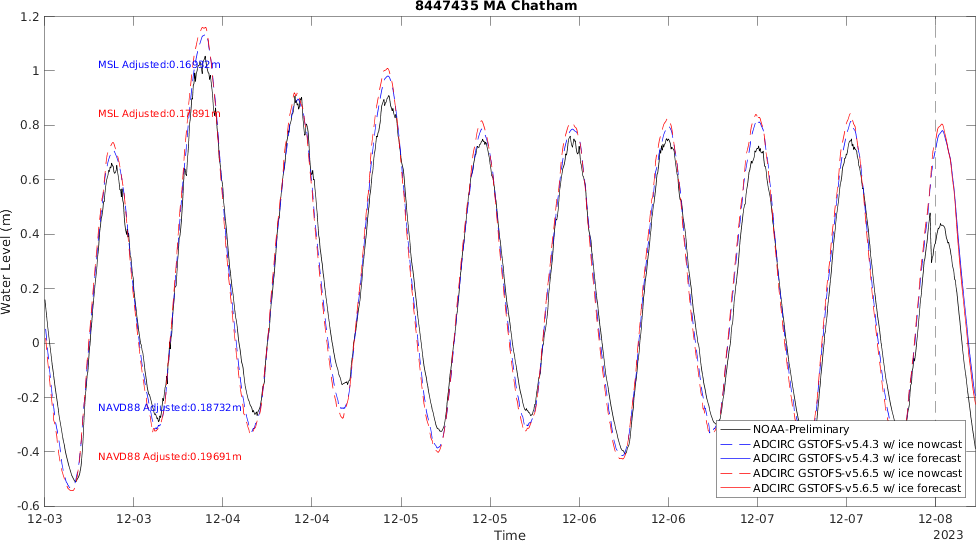 8447435 MA Chatham
1.2
1
0.8
0.6
0.4
0.2
0
-0.2
-0.4
-0.6
Water Level (m)
MSL Adjusted:0.16992m
MSL Adjusted:0.17891m
NAVD88 Adjusted:0.18732m
NAVD88 Adjusted:0.19691m
NOAA-Preliminary
ADCIRC GSTOFS-v5.4.3 w/ ice nowcast
ADCIRC GSTOFS-v5.4.3 w/ ice forecast
ADCIRC GSTOFS-v5.6.5 w/ ice nowcast
ADCIRC GSTOFS-v5.6.5 w/ ice forecast
12-03 12-03 12-04 12-04 12-05 12-05 12-06 12-06 12-07 12-07 12-08
Time
2023